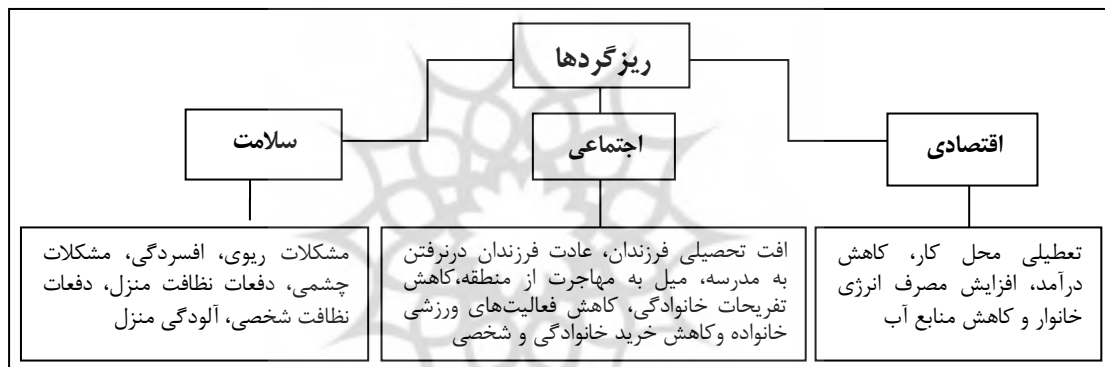 ریزگردها
اقتصادی
اجتماعی
سلامت
تعطیلی محل کار، کاهش
درآمد، افزایش مصرف انرژی
خانوار و کاهش منابع آب
افت تحصیلی فرزندان، عادت فرزندان درنرفتن
به مدرسه، میل به مهاجرت از منطقه،کاهش
تفریحات خانوادگی، کاهش فعالیت‌های ورزشی
خانواده وکاهش خرید خانوادگی و شخصی
مشکلات ریوی، افسردگی، مشکلات
چشمی، دفعات نظافت منزل، دفعات
نظافت شخصی، آلودگی منزل